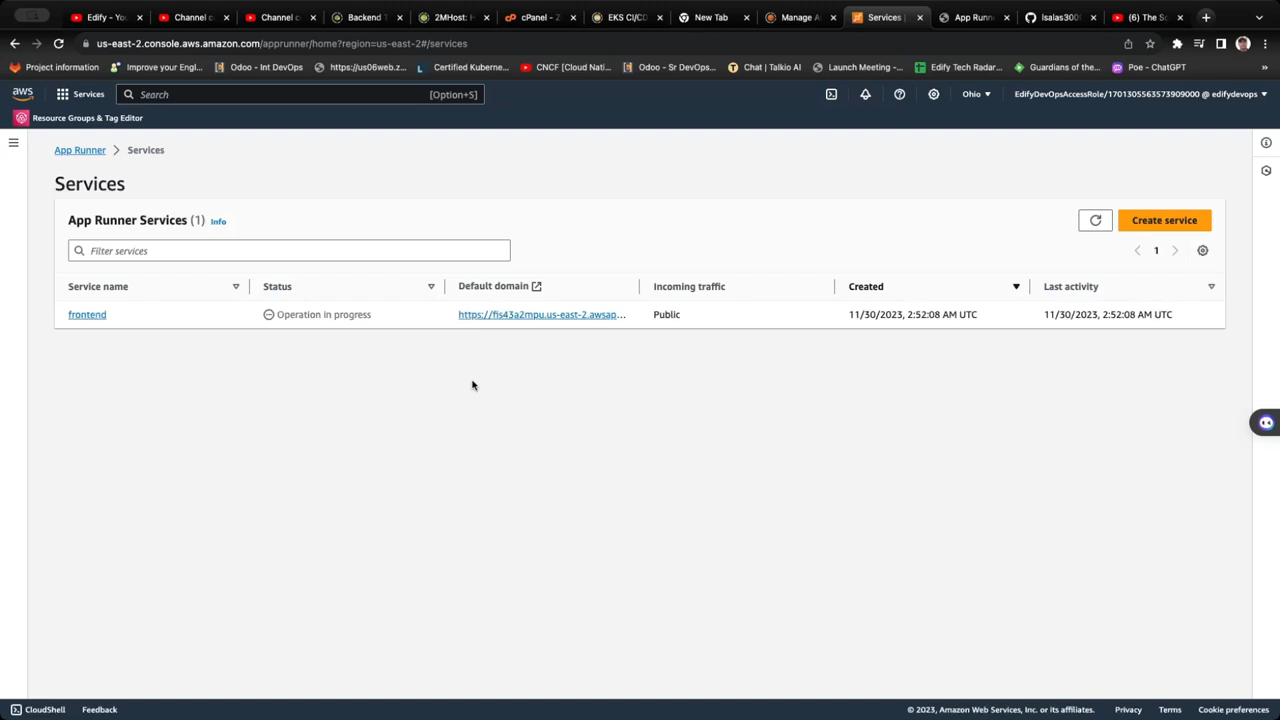 Edify - Yo
Channel c
Channel c
Backend T
2MHost: H
cPanel - Z
EKS CI/CD
New Tab
Manage A
Services
App Runn
Isaias300
(6) The Sc
us-east-2.console.aws.amazon.com/apprunner/home?region=us-east-2#/services
Project information
Improve your Engl...
Odoo - Int DevOps
https://us06web.z...
Certified Kuberne...
CNCF [Cloud Nati...
Odoo - Sr DevOps...
Chat | Talkio AI
Launch Meeting -...
Edify Tech Radar...
Guardians of the...
Poe - ChatGPT
»
aws
Services
Search
[Option+S]
Ohio
EdifyDevOpsAccessRole/1701305563573909000 @ edifydevops
Resource Groups & Tag Editor
App Runner > Services
Services
App Runner Services (1) Info
Create service
Filter services
1
Service name
Status
Default domain
Incoming traffic
Created
Last activity
frontend
Operation in progress
https://fis43a2mpu.us-east-2.awsap...
Public
11/30/2023, 2:52:08 AM UTC
11/30/2023, 2:52:08 AM UTC
CloudShell
Feedback
© 2023, Amazon Web Services, Inc. or its affiliates.
Privacy
Terms
Cookie preferences